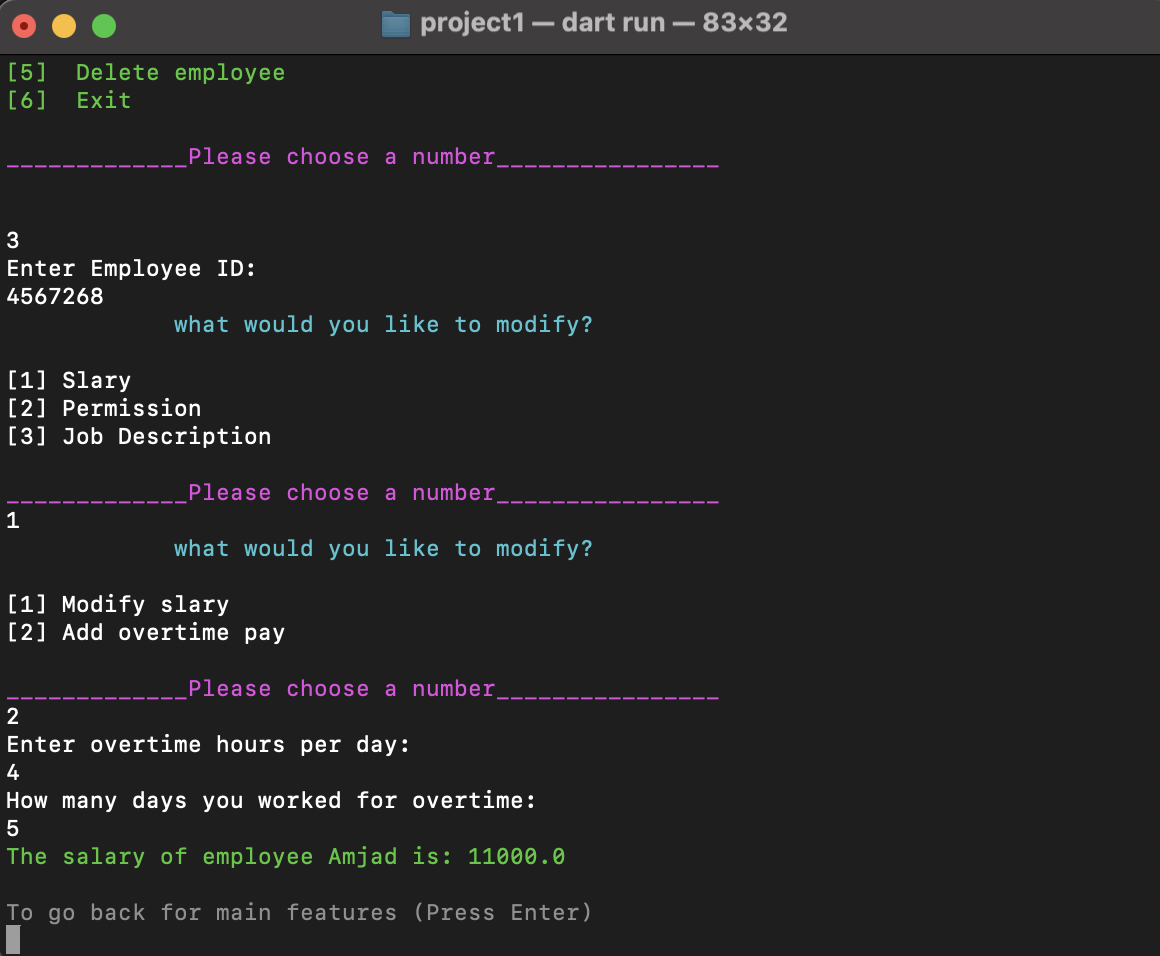 project1 — dart run — 83×32
[5]  Delete employee
[6]  Exit
_____________Please choose a number________________
3
Enter Employee ID:
4567268
what would you like to modify?
[1] Slary
[2] Permission
[3] Job Description
_____________Please choose a number________________
1
what would you like to modify?
[1] Modify slary
[2] Add overtime pay
_____________Please choose a number________________
2
Enter overtime hours per day:
4
How many days you worked for overtime:
5
The salary of employee Amjad is: 11000.0
To go back for main features (Press Enter)